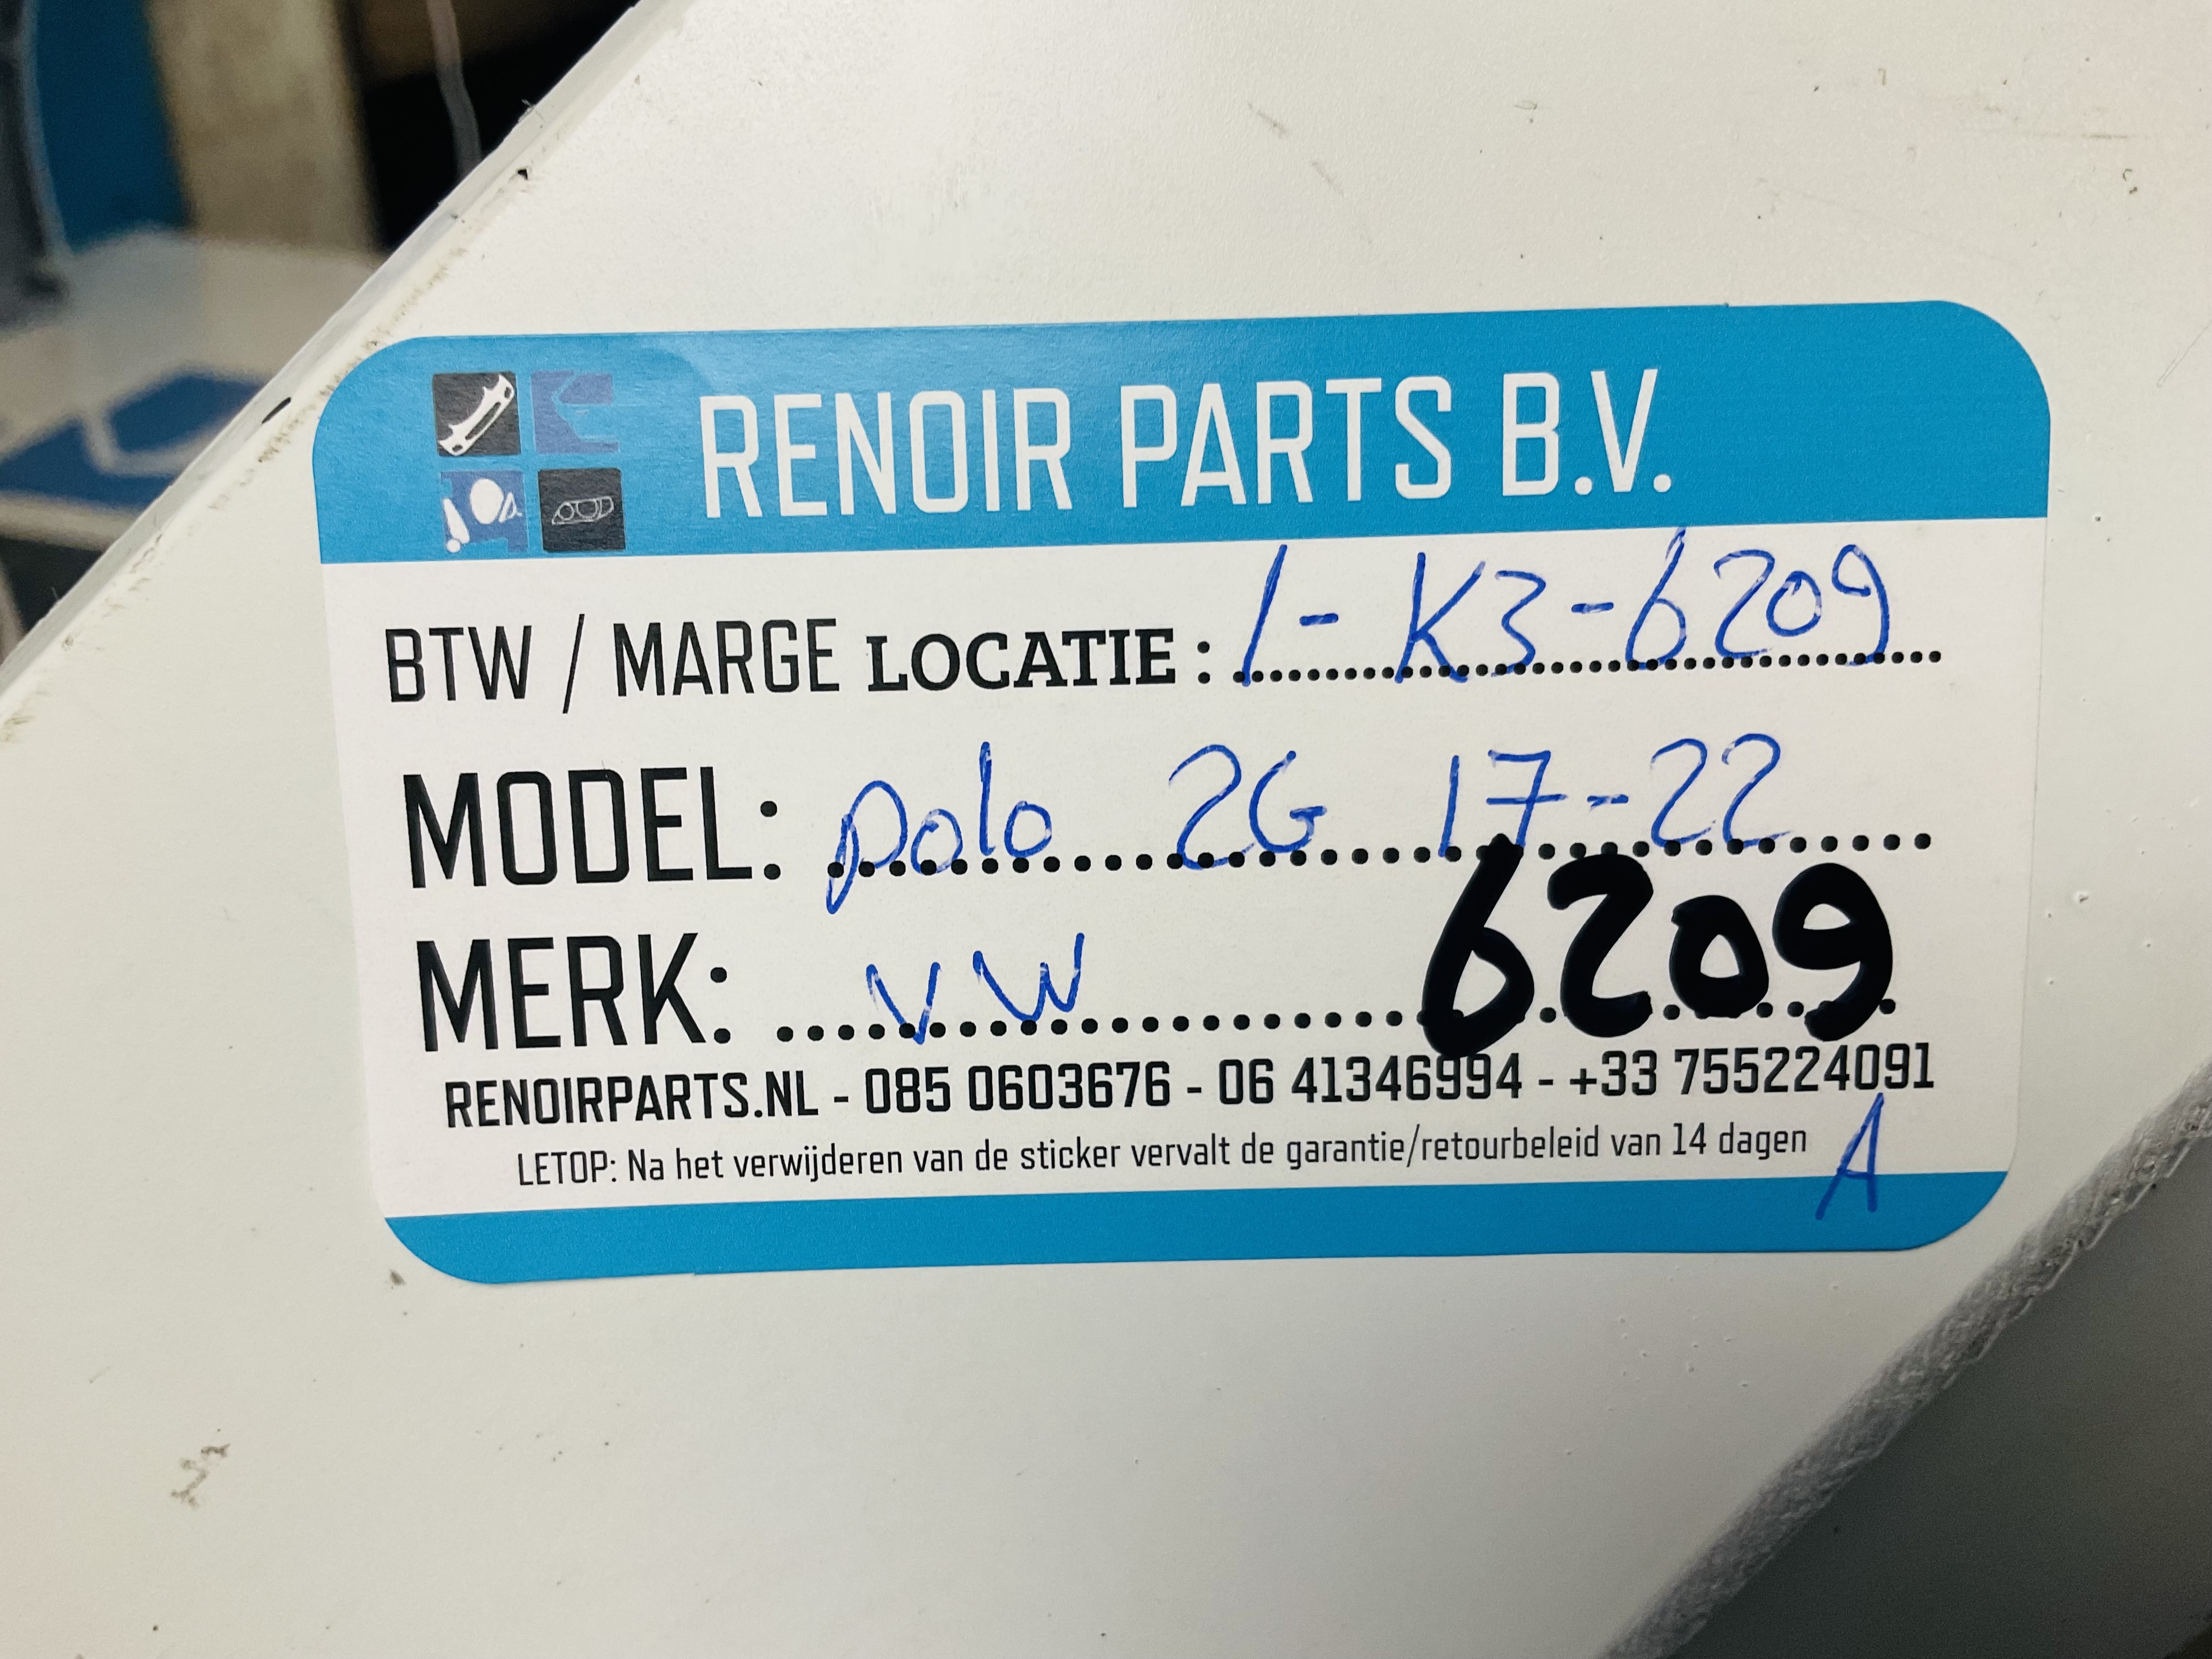 RENOIR PARTS B.V.
BTW / MARGE LOCATIE : 1 - K3 - 6209
MODEL: polo 2G 17-22
MERK: VW 6209
RENOIRPARTS.NL - 085 0603676 - 06 41346994 - +33 755224091
LETOP: Na het verwijderen van de sticker vervalt de garantie/retourbeleid van 14 dagen A